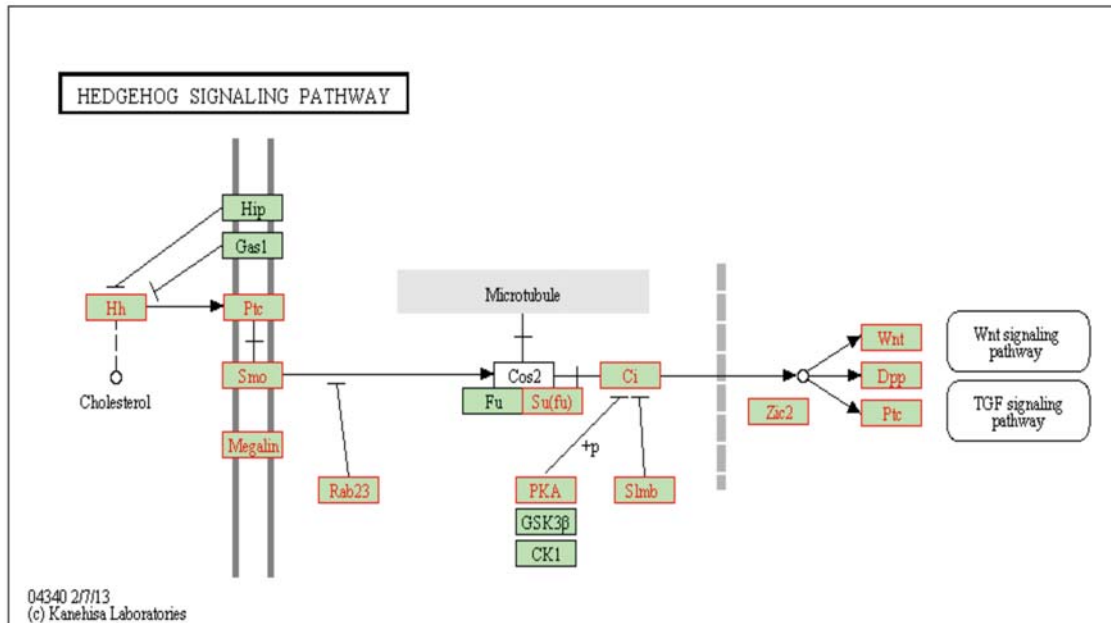 HEDGEHOG SIGNALING PATHWAY
Hip
Gas1
Microtubule
Hh
Ptc
Wnt
Wnt signaling
pathway
Smo
Cos2
Ci
Dpp
Cholesterol
Fu
Su(fu)
Zic2
Ptc
TGF signaling
pathway
Megalin
+p
Rab23
PKA
Slmb
GSK3β
CK1
04340 2/7/13
(c) Kanehisa Laboratories